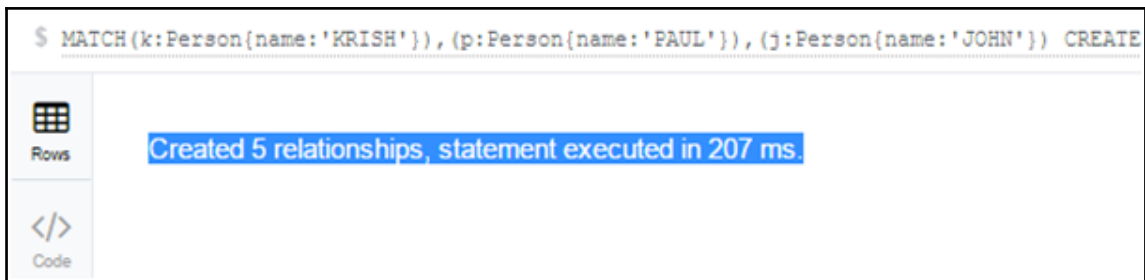 $ MATCH(k:Person{name:'KRISH'}),(p:Person{name:'PAUL'}),(j:Person{name:'JOHN'}) CREATE
Rows
Created 5 relationships, statement executed in 207 ms.
</>
Code